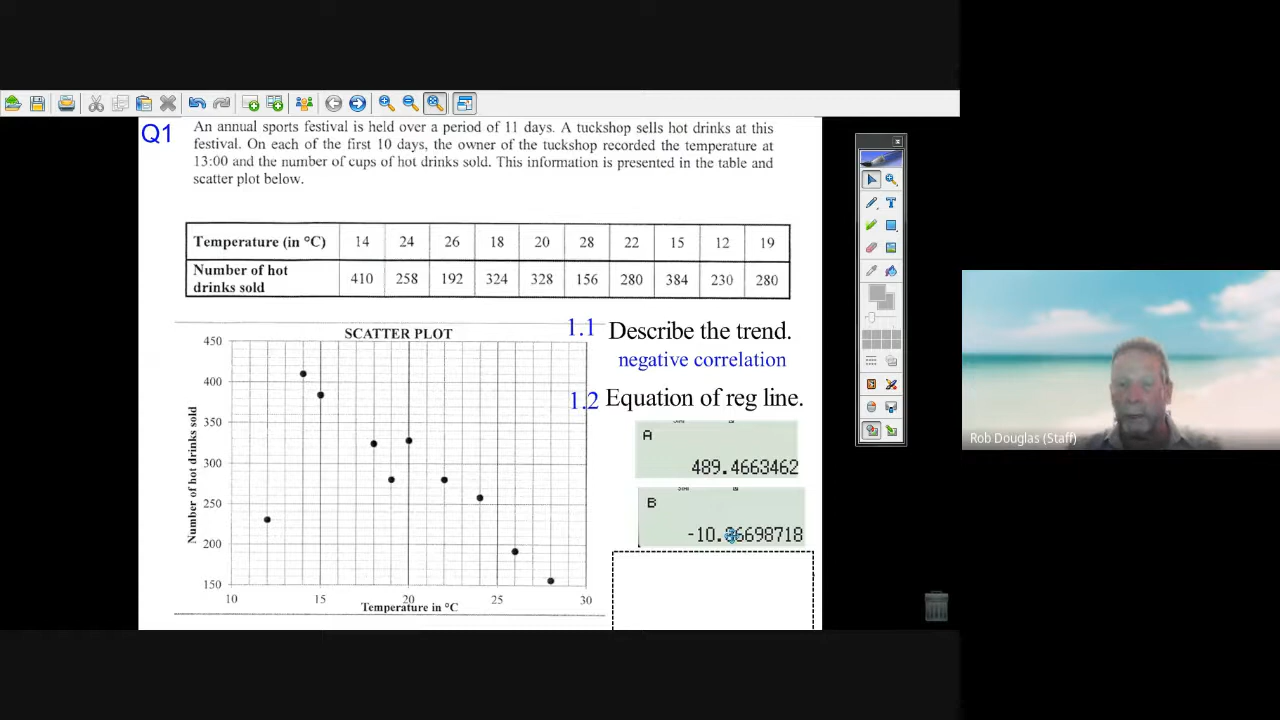 Q1
An annual sports festival is held over a period of 11 days. A tuckshop sells hot drinks at this
festival. On each of the first 10 days, the owner of the tuckshop recorded the temperature at
13:00 and the number of cups of hot drinks sold. This information is presented in the table and
scatter plot below.
Temperature (in °C) 14 24 26 18 20 28 22 15 12 19
Number of hot
drinks sold 410 258 192 324 328 156 280 384 230 280
SCATTER PLOT
Number of hot drinks sold
450
400
350
300
250
200
150
10 15 20 25 30
Temperature in °C
1.1 Describe the trend.
negative correlation
1.2 Equation of reg line.
A
489.4663462
B
-10.36698718
Rob Douglas (Staff)